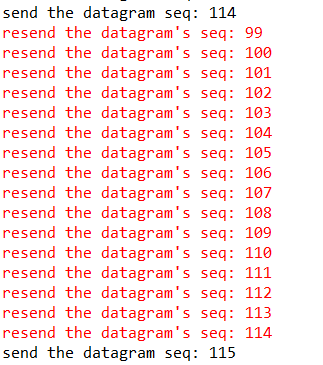 send the datagram seq: 114
resend the datagram's seq: 99
resend the datagram's seq: 100
resend the datagram's seq: 101
resend the datagram's seq: 102
resend the datagram's seq: 103
resend the datagram's seq: 104
resend the datagram's seq: 105
resend the datagram's seq: 106
resend the datagram's seq: 107
resend the datagram's seq: 108
resend the datagram's seq: 109
resend the datagram's seq: 110
resend the datagram's seq: 111
resend the datagram's seq: 112
resend the datagram's seq: 113
resend the datagram's seq: 114
send the datagram seq: 115